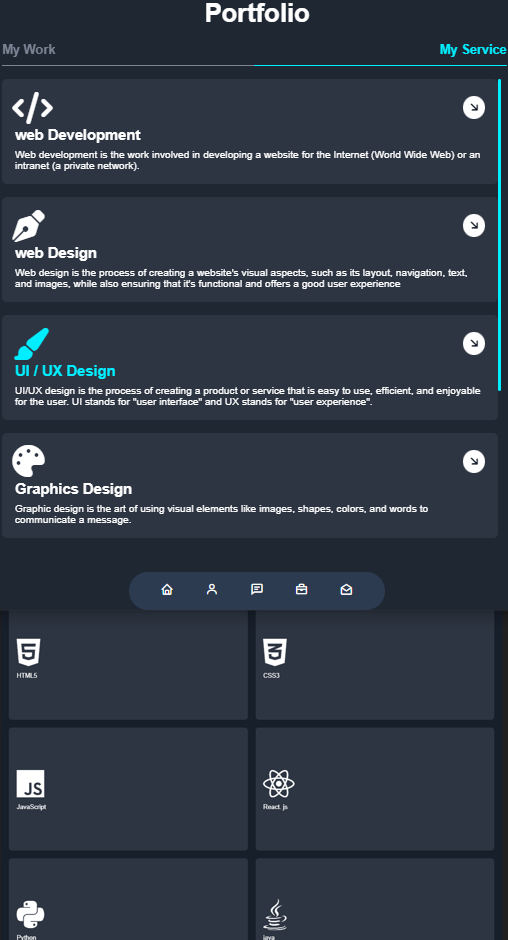 Portfolio
My Work
My Service
web Development
Web development is the work involved in developing a website for the Internet (World Wide Web) or an
intranet (a private network).
web Design
Web design is the process of creating a website's visual aspects, such as its layout, navigation, text,
and images, while also ensuring that it's functional and offers a good user experience
UI / UX Design
UI/UX design is the process of creating a product or service that is easy to use, efficient, and enjoyable
for the user. UI stands for "user interface" and UX stands for "user experience".
Graphics Design
Graphic design is the art of using visual elements like images, shapes, colors, and words to
communicate a message.
5
3
HTML5
CSS3
JS
JavaScript
React. js
Python
java